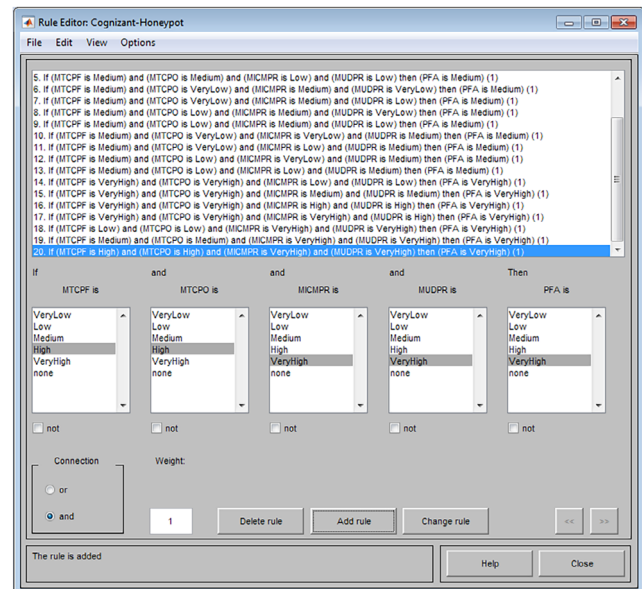 Rule Editor: Cognizant-Honeypot
File Edit View Options
5. If (MTCPF is Medium) and (MTCPO is Medium) and (MICMPR is Low) and (MUDPR is Low) then (PFA is Medium) (1)
6. If (MTCPF is Medium) and (MTCPO is VeryLow) and (MICMPR is Medium) and (MUDPR is VeryLow) then (PFA is Medium) (1)
7. If (MTCPF is Medium) and (MTCPO is VeryLow) and (MICMPR is Medium) and (MUDPR is Low) then (PFA is Medium) (1)
8. If (MTCPF is Medium) and (MTCPO is Low) and (MICMPR is Medium) and (MUDPR is VeryLow) then (PFA is Medium) (1)
9. If (MTCPF is Medium) and (MTCPO is Low) and (MICMPR is Medium) and (MUDPR is Low) then (PFA is Medium) (1)
10. If (MTCPF is Medium) and (MTCPO is VeryLow) and (MICMPR is VeryLow) and (MUDPR is Medium) then (PFA is Medium) (1)
11. If (MTCPF is Medium) and (MTCPO is VeryLow) and (MICMPR is Low) and (MUDPR is Medium) then (PFA is Medium) (1)
12. If (MTCPF is Medium) and (MTCPO is Low) and (MICMPR is VeryLow) and (MUDPR is Medium) then (PFA is Medium) (1)
13. If (MTCPF is Medium) and (MTCPO is Low) and (MICMPR is Low) and (MUDPR is Medium) then (PFA is Medium) (1)
14. If (MTCPF is VeryHigh) and (MTCPO is VeryHigh) and (MICMPR is Low) and (MUDPR is Low) then (PFA is VeryHigh) (1)
15. If (MTCPF is VeryHigh) and (MTCPO is VeryHigh) and (MICMPR is Medium) and (MUDPR is Medium) then (PFA is VeryHigh) (1)
16. If (MTCPF is VeryHigh) and (MTCPO is VeryHigh) and (MICMPR is High) and (MUDPR is High) then (PFA is VeryHigh) (1)
17. If (MTCPF is VeryHigh) and (MTCPO is VeryHigh) and (MICMPR is VeryHigh) and (MUDPR is High) then (PFA is VeryHigh) (1)
18. If (MTCPF is Low) and (MTCPO is Low) and (MICMPR is VeryHigh) and (MUDPR is VeryHigh) then (PFA is VeryHigh) (1)
19. If (MTCPF is Medium) and (MTCPO is Medium) and (MICMPR is VeryHigh) and (MUDPR is VeryHigh) then (PFA is VeryHigh) (1)
20. If (MTCPF is High) and (MTCPO is High) and (MICMPR is VeryHigh) and (MUDPR is VeryHigh) then (PFA is VeryHigh) (1)
If and and and Then
MTCPF is MTCPO is MICMPR is MUDPR is PFA is
VeryLow VeryLow VeryLow VeryLow VeryLow
Low Low Low Low Low
Medium Medium Medium Medium Medium
High High High High High
VeryHigh VeryHigh VeryHigh VeryHigh VeryHigh
none none none none none
not not not not not
Connection Weight:
or
and 1 Delete rule Add rule Change rule << >>
The rule is added Help Close